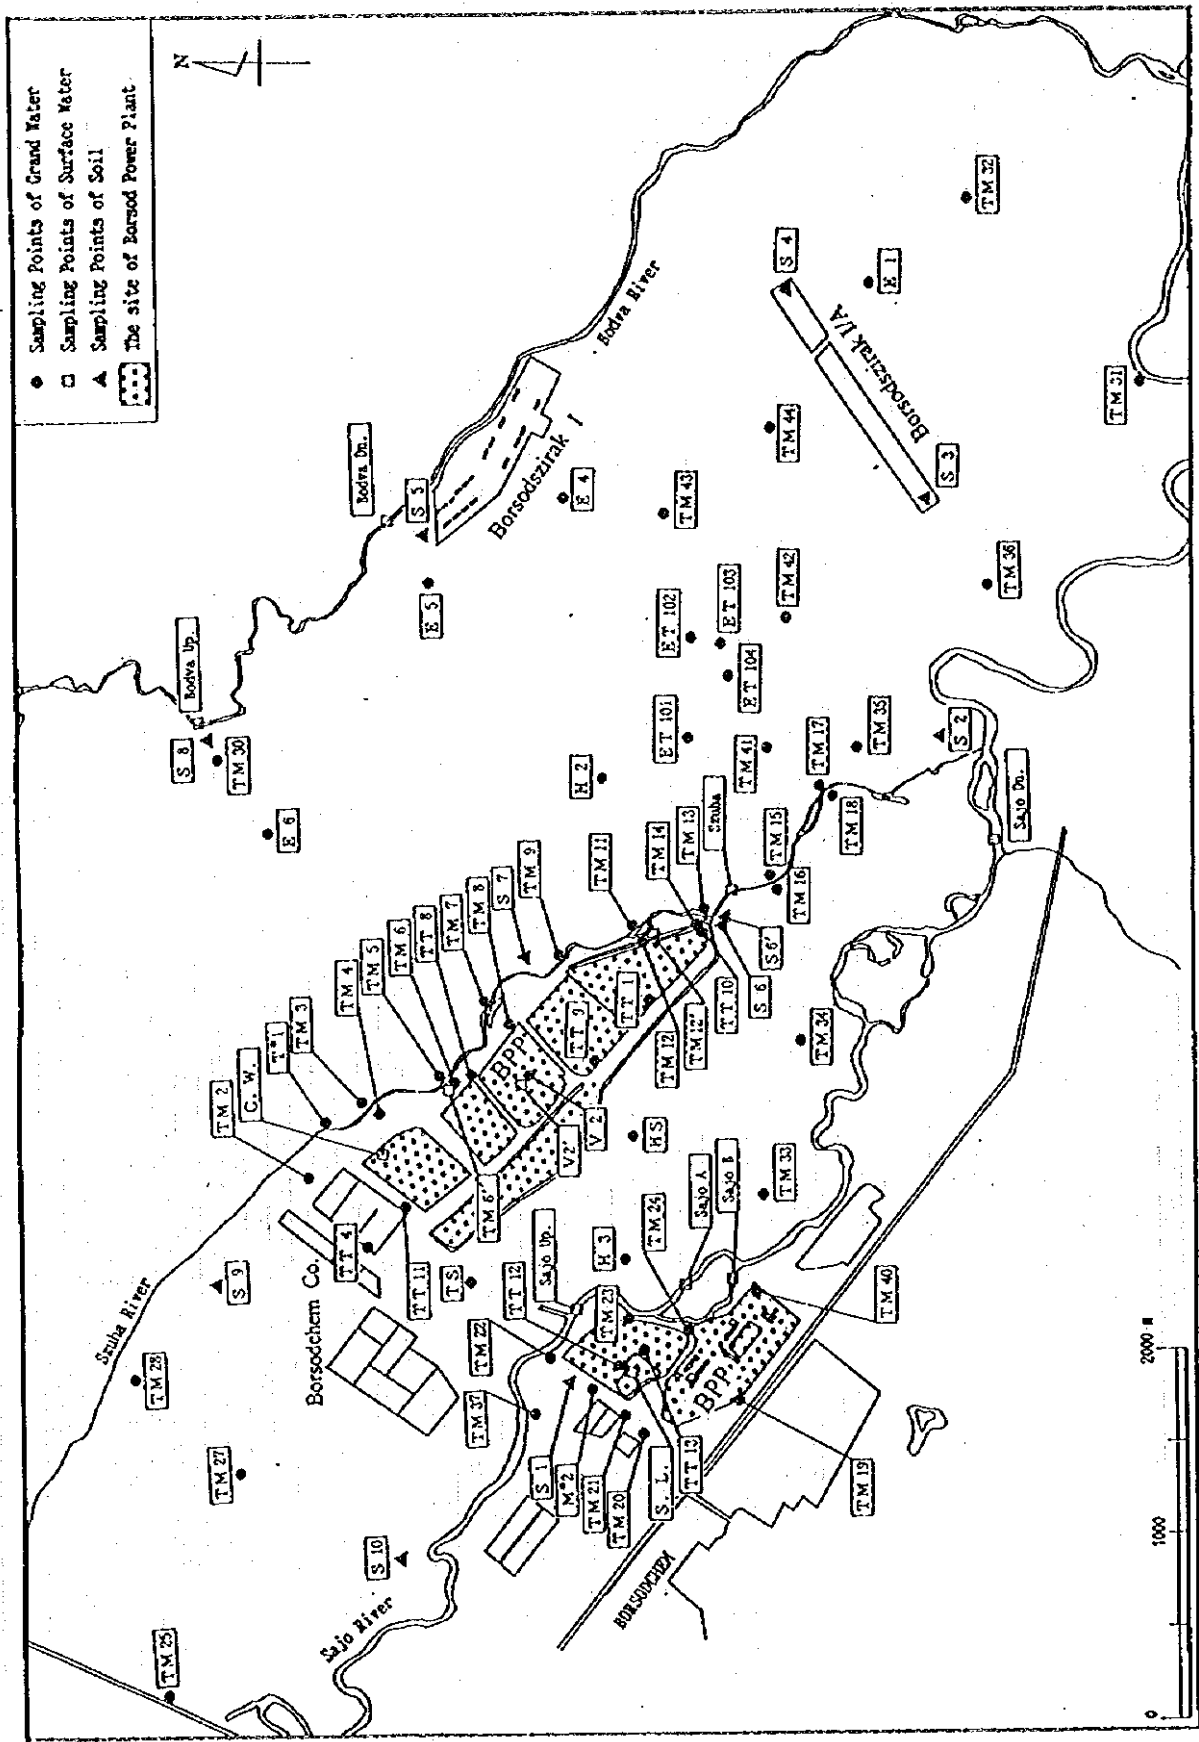 ● Sampling Points of Grand Water
□ Sampling Points of Surface Water
▲ Sampling Points of Soil
The site of Borsod Power Plant
N
Bodva Up.
Bodva Dn.
S 8
TM 30
E 6
E 5
S 5
Borsodszirak I
E 4
Bodva River
TM 43
TM 44
TM 42
ET 102
ET 103
ET 104
ET 101
TM 41
H 2
S 4
E 1
TM 32
Borsodszirak I/A
S 3
TM 31
TM 36
TM 17
TM 35
S 2
TM 18
Sajo Dn.
TM 15
TM 16
Szuha
TM 13
TM 14
TM 11
TM 9
S 7
TM 8
TM 7
TT 8
TM 6
TM 5
TM 4
TM 3
T*1
C. W.
TM 2
BPP
TT 9
TT 1
TM 12
TM 12'
TT 10
S 6
S 6'
TM 34
V2'
V 2
HS
TM 6'
Szuha River
S 9
TM 28
TM 27
Borsodchem Co.
TT 4
TT 11
TS
TT 12
Sajo Up.
H 3
TM 24
Sajo A
Sajo B
TM 33
TM 23
TM 22
TM 37
S 1
M*2
TM 21
TM 20
S. L.
TT 13
BPP
TM 40
TM 19
S 10
Sajo River
TM 25
BORSODCHEM
0
1000
2000 m